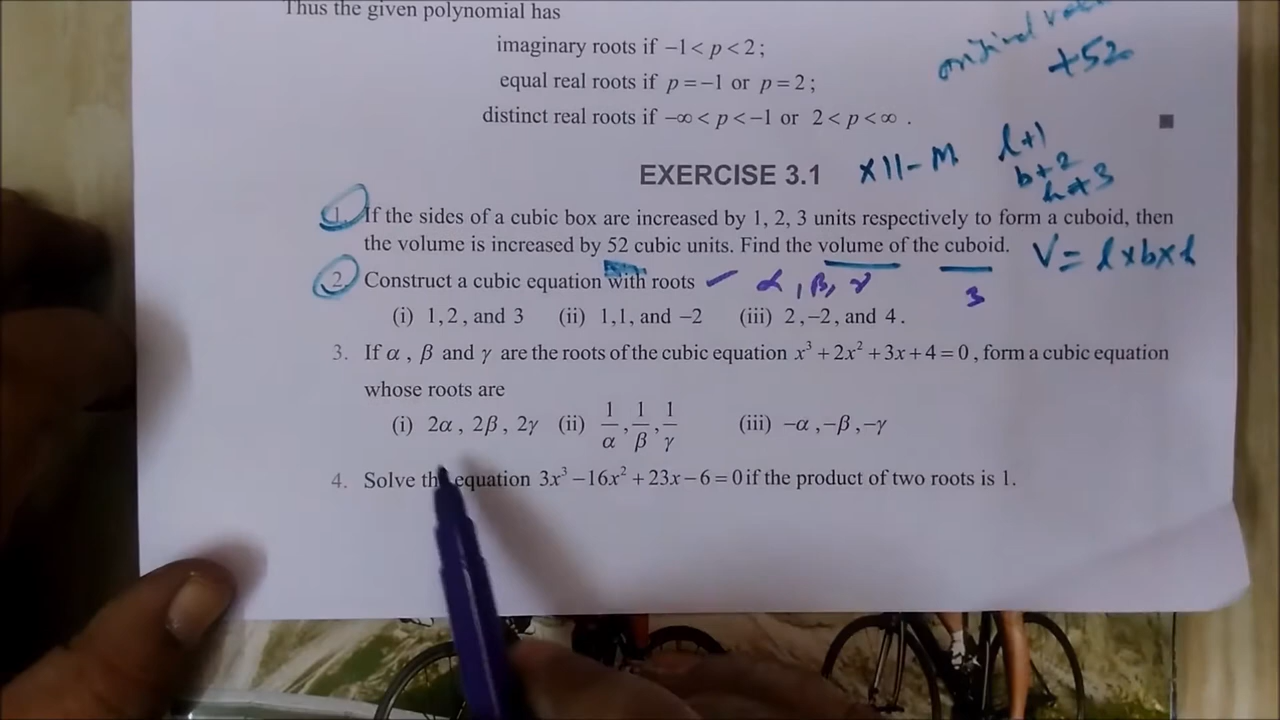 Thus the given polynomial has
imaginary roots if −1 < p < 2 ;
equal real roots if p = −1 or p = 2 ;
distinct real roots if −∞ < p < −1 or 2 < p < ∞ .
+52
EXERCISE 3.1 XII - M
l+1
b+2
h+3
1. If the sides of a cubic box are increased by 1, 2, 3 units respectively to form a cuboid, then
the volume is increased by 52 cubic units. Find the volume of the cuboid. V = l x b x h
2. Construct a cubic equation with roots α, β, γ
3
(i) 1, 2 , and 3 (ii) 1,1, and −2 (iii) 2, −2, and 4 .
3. If α , β and γ are the roots of the cubic equation x³ + 2x² + 3x + 4 = 0 , form a cubic equation
whose roots are
(i) 2α , 2β , 2γ (ii) 1/α , 1/β , 1/γ (iii) −α , −β , −γ
4. Solve the equation 3x³ − 16x² + 23x − 6 = 0 if the product of two roots is 1.